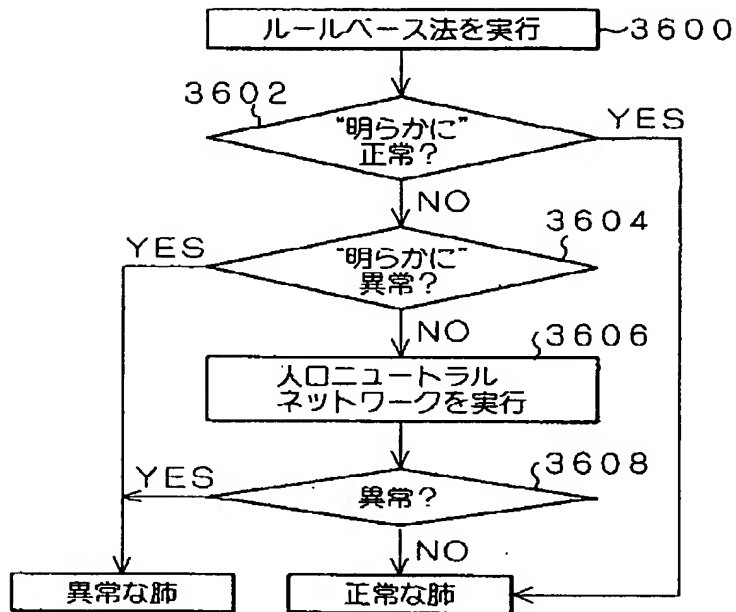 ルールベース法を実行
3600
3602
"明らかに"
正常?
YES
NO
3604
YES
"明らかに"
異常?
NO
3606
人口ニュートラル
ネットワークを実行
3608
YES
異常?
NO
異常な肺
正常な肺